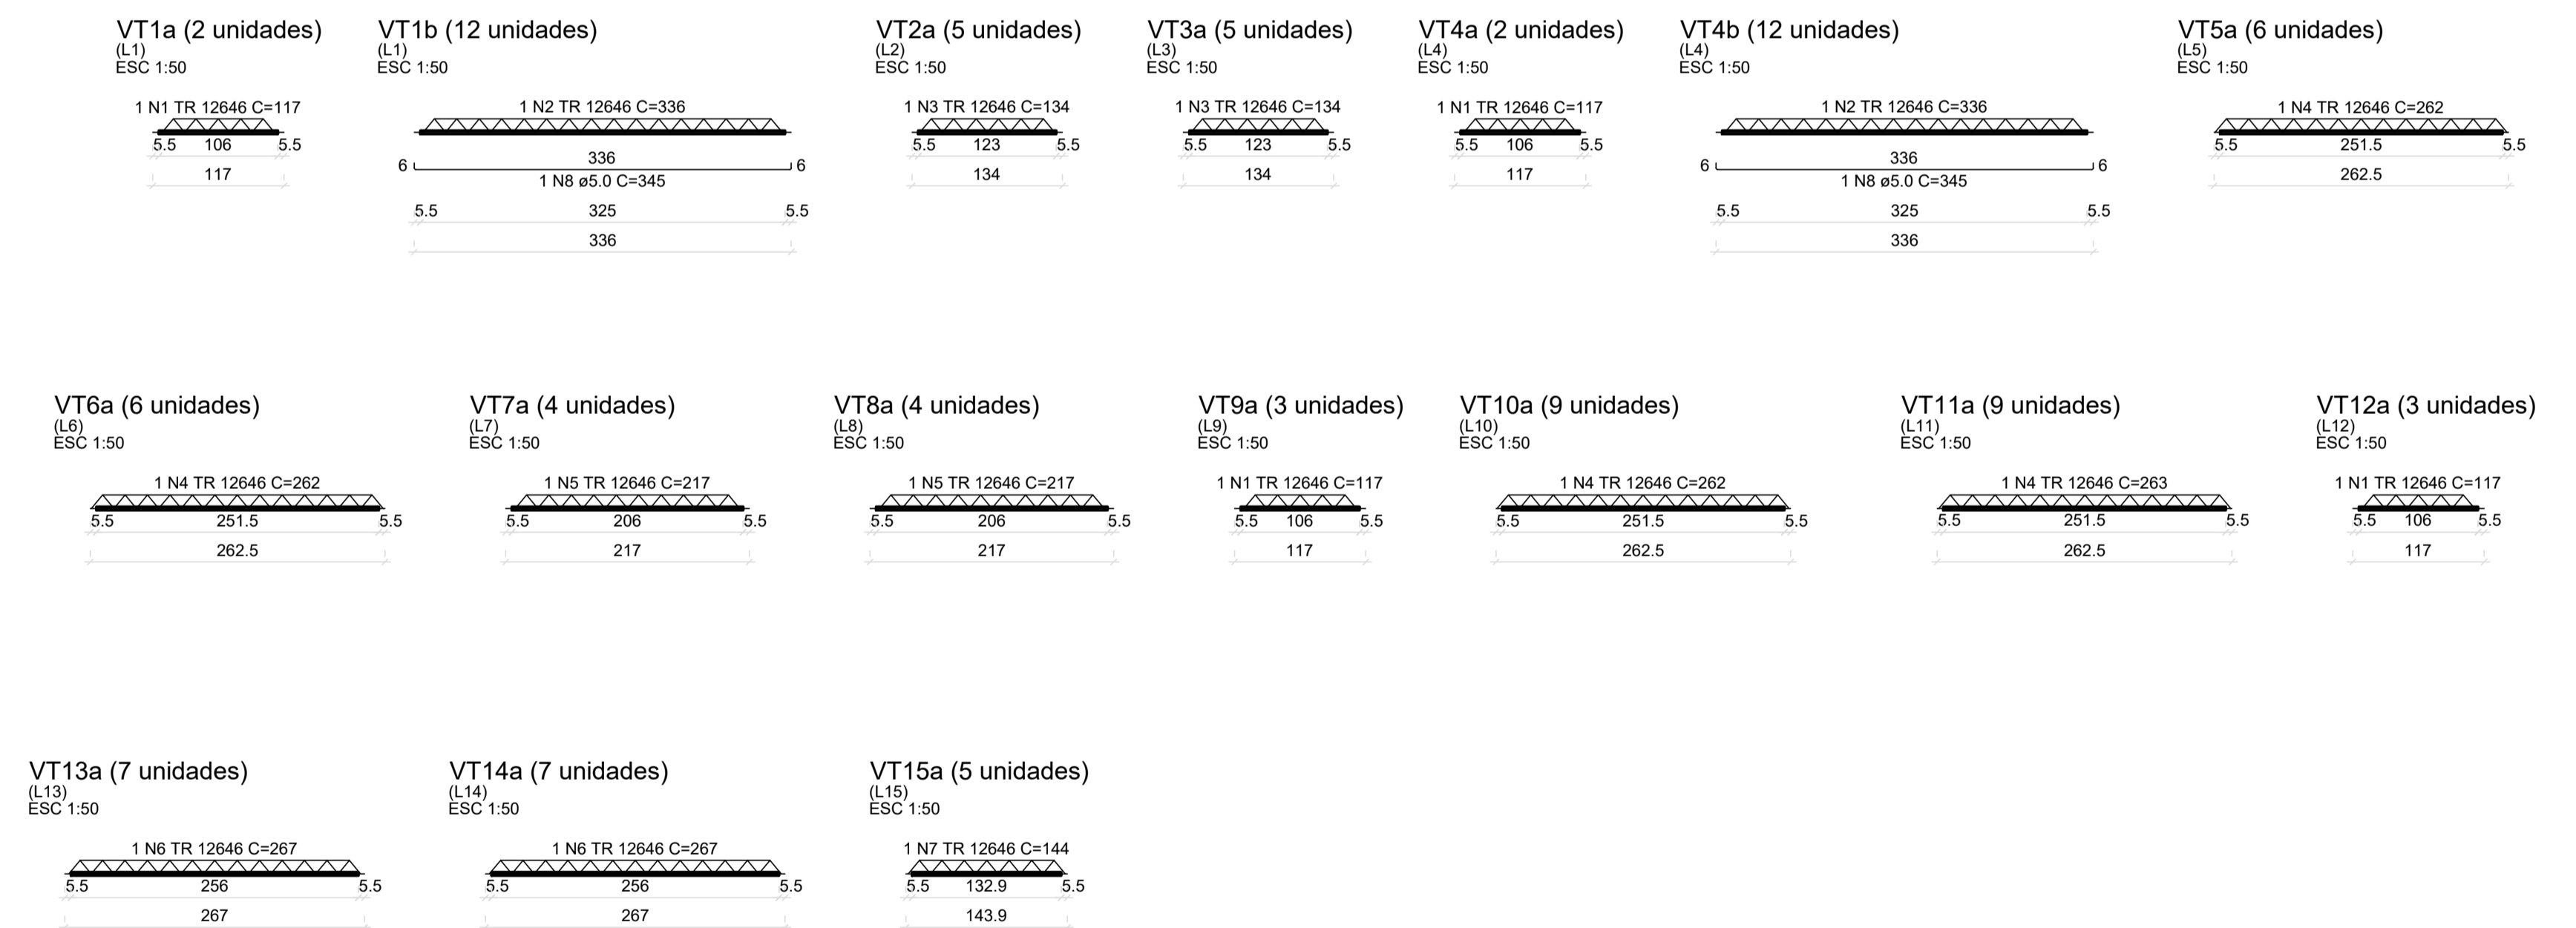 VT1a (2 unidades)
(L1)
ESC 1:50
1 N1 TR 12646 C=117
5.5 106 5.5
117
VT1b (12 unidades)
(L1)
ESC 1:50
1 N2 TR 12646 C=336
6 336 6
1 N8 ø5.0 C=345
5.5 325 5.5
336
VT2a (5 unidades)
(L2)
ESC 1:50
1 N3 TR 12646 C=134
5.5 123 5.5
134
VT3a (5 unidades)
(L3)
ESC 1:50
1 N3 TR 12646 C=134
5.5 123 5.5
134
VT4a (2 unidades)
(L4)
ESC 1:50
1 N1 TR 12646 C=117
5.5 106 5.5
117
VT4b (12 unidades)
(L4)
ESC 1:50
1 N2 TR 12646 C=336
6 336 6
1 N8 ø5.0 C=345
5.5 325 5.5
336
VT5a (6 unidades)
(L5)
ESC 1:50
1 N4 TR 12646 C=262
5.5 251.5 5.5
262.5
VT6a (6 unidades)
(L6)
ESC 1:50
1 N4 TR 12646 C=262
5.5 251.5 5.5
262.5
VT7a (4 unidades)
(L7)
ESC 1:50
1 N5 TR 12646 C=217
5.5 206 5.5
217
VT8a (4 unidades)
(L8)
ESC 1:50
1 N5 TR 12646 C=217
5.5 206 5.5
217
VT9a (3 unidades)
(L9)
ESC 1:50
1 N1 TR 12646 C=117
5.5 106 5.5
117
VT10a (9 unidades)
(L10)
ESC 1:50
1 N4 TR 12646 C=262
5.5 251.5 5.5
262.5
VT11a (9 unidades)
(L11)
ESC 1:50
1 N4 TR 12646 C=263
5.5 251.5 5.5
262.5
VT12a (3 unidades)
(L12)
ESC 1:50
1 N1 TR 12646 C=117
5.5 106 5.5
117
VT13a (7 unidades)
(L13)
ESC 1:50
1 N6 TR 12646 C=267
5.5 256 5.5
267
VT14a (7 unidades)
(L14)
ESC 1:50
1 N6 TR 12646 C=267
5.5 256 5.5
267
VT15a (5 unidades)
(L15)
ESC 1:50
1 N7 TR 12646 C=144
5.5 132.9 5.5
143.9